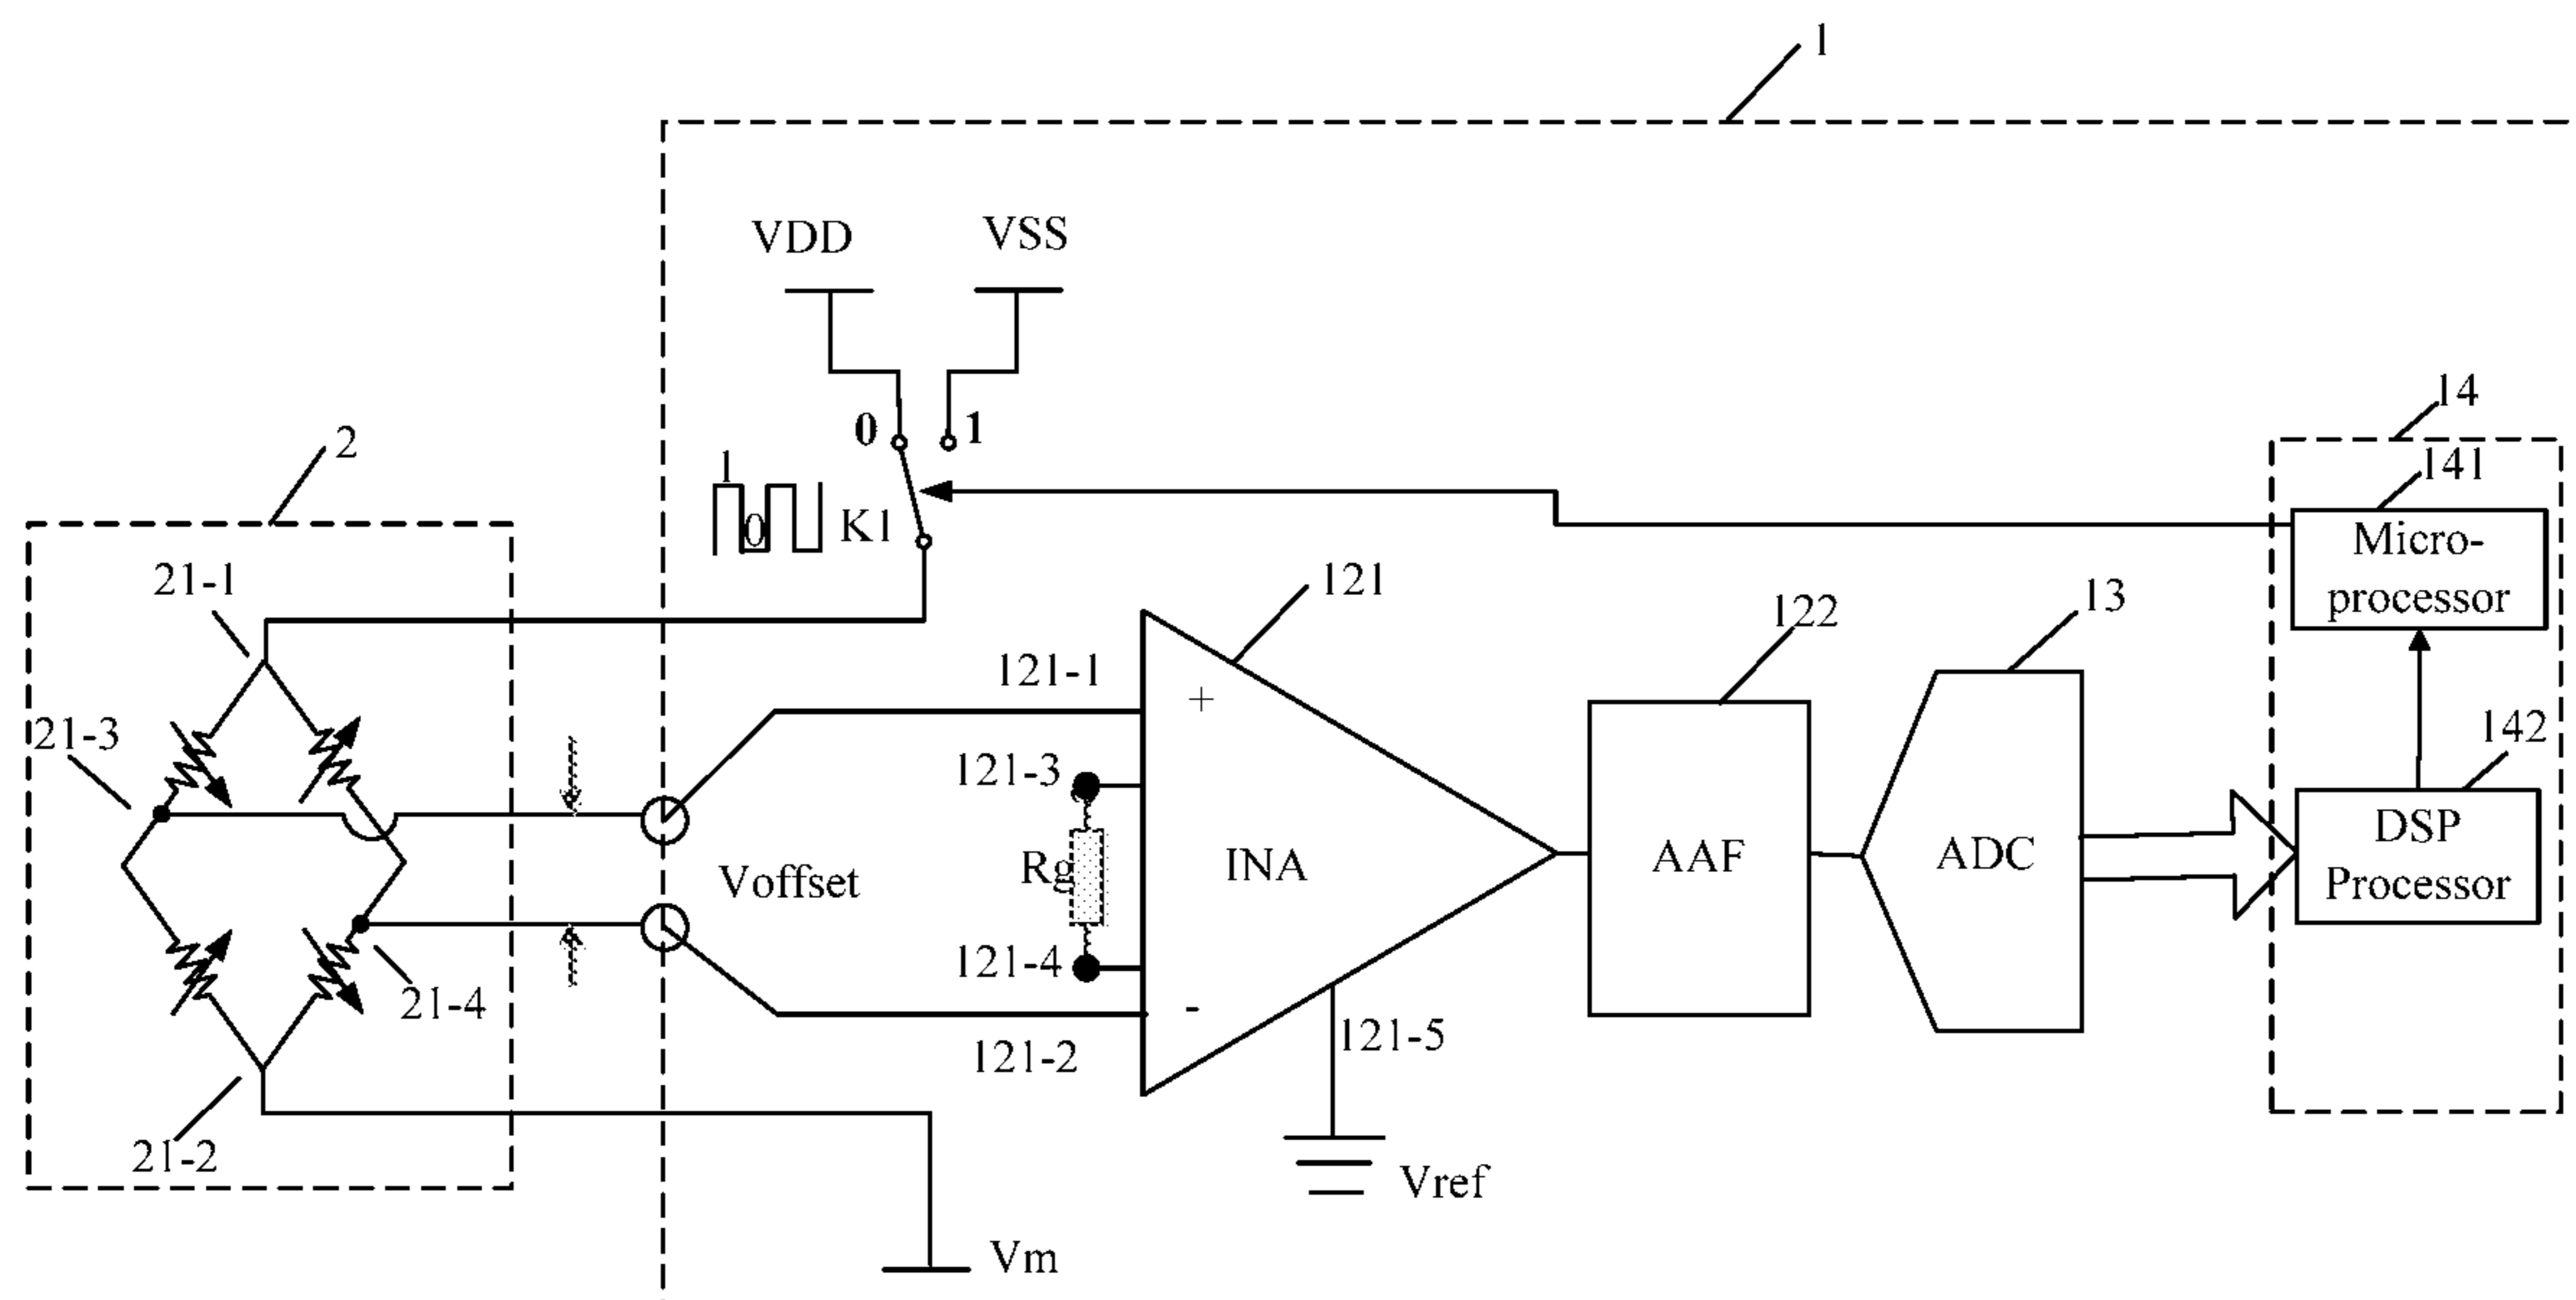 1
VDD
VSS
0
1
14
2
1
141
0
K1
Micro-
processor
21-1
121
13
122
121-1
+
142
21-3
121-3
DSP
Processor
AAF
ADC
INA
Rg
Voffset
121-4
21-4
-
121-5
121-2
21-2
Vref
Vm